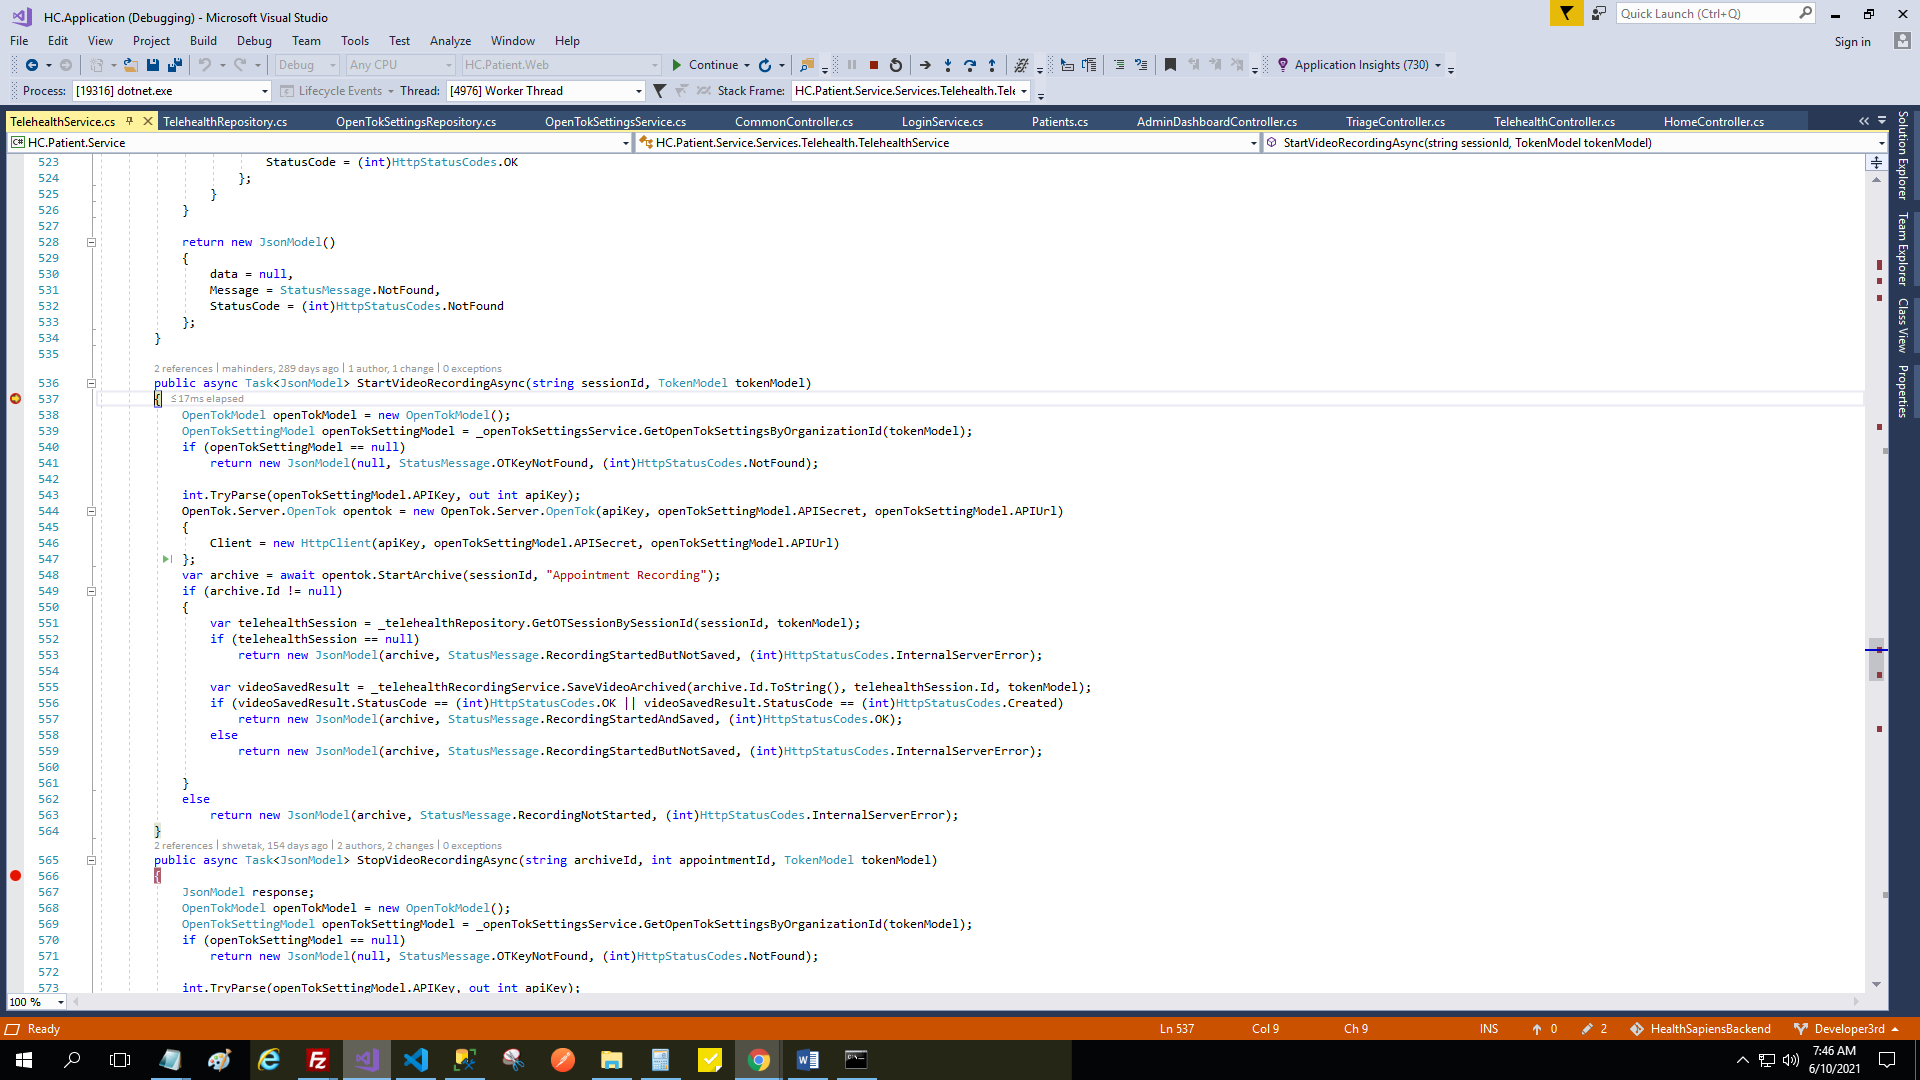 HC.Application (Debugging) - Microsoft Visual Studio
Quick Launch (Ctrl+Q)
File Edit View Project Build Debug Team Tools Test Analyze Window Help
Sign in
Debug Any CPU HC.Patient.Web Continue Application Insights (730)
Process: [19316] dotnet.exe Lifecycle Events Thread: [4976] Worker Thread Stack Frame: HC.Patient.Service.Services.Telehealth.Tele
TelehealthService.cs TelehealthRepository.cs OpenTokSettingsRepository.cs OpenTokSettingsService.cs CommonController.cs LoginService.cs Patients.cs AdminDashboardController.cs TriageController.cs TelehealthController.cs HomeController.cs
C# HC.Patient.Service HC.Patient.Service.Services.Telehealth.TelehealthService StartVideoRecordingAsync(string sessionId, TokenModel tokenModel)
523 StatusCode = (int)HttpStatusCodes.OK
524 };
525 }
526 }
527
528 return new JsonModel()
529 {
530 data = null,
531 Message = StatusMessage.NotFound,
532 StatusCode = (int)HttpStatusCodes.NotFound
533 };
534 }
535
2 references | mahinders, 289 days ago | 1 author, 1 change | 0 exceptions
536 public async Task<JsonModel> StartVideoRecordingAsync(string sessionId, TokenModel tokenModel)
537 { ≤17ms elapsed
538 OpenTokModel openTokModel = new OpenTokModel();
539 OpenTokSettingModel openTokSettingModel = _openTokSettingsService.GetOpenTokSettingsByOrganizationId(tokenModel);
540 if (openTokSettingModel == null)
541 return new JsonModel(null, StatusMessage.OTKeyNotFound, (int)HttpStatusCodes.NotFound);
542
543 int.TryParse(openTokSettingModel.APIKey, out int apiKey);
544 OpenTok.Server.OpenTok opentok = new OpenTok.Server.OpenTok(apiKey, openTokSettingModel.APISecret, openTokSettingModel.APIUrl)
545 {
546 Client = new HttpClient(apiKey, openTokSettingModel.APISecret, openTokSettingModel.APIUrl)
547 };
548 var archive = await opentok.StartArchive(sessionId, "Appointment Recording");
549 if (archive.Id != null)
550 {
551 var telehealthSession = _telehealthRepository.GetOTSessionBySessionId(sessionId, tokenModel);
552 if (telehealthSession == null)
553 return new JsonModel(archive, StatusMessage.RecordingStartedButNotSaved, (int)HttpStatusCodes.InternalServerError);
554
555 var videoSavedResult = _telehealthRecordingService.SaveVideoArchived(archive.Id.ToString(), telehealthSession.Id, tokenModel);
556 if (videoSavedResult.StatusCode == (int)HttpStatusCodes.OK || videoSavedResult.StatusCode == (int)HttpStatusCodes.Created)
557 return new JsonModel(archive, StatusMessage.RecordingStartedAndSaved, (int)HttpStatusCodes.OK);
558 else
559 return new JsonModel(archive, StatusMessage.RecordingStartedButNotSaved, (int)HttpStatusCodes.InternalServerError);
560
561 }
562 else
563 return new JsonModel(archive, StatusMessage.RecordingNotStarted, (int)HttpStatusCodes.InternalServerError);
564 }
2 references | shwetak, 154 days ago | 2 authors, 2 changes | 0 exceptions
565 public async Task<JsonModel> StopVideoRecordingAsync(string archiveId, int appointmentId, TokenModel tokenModel)
566 {
567 JsonModel response;
568 OpenTokModel openTokModel = new OpenTokModel();
569 OpenTokSettingModel openTokSettingModel = _openTokSettingsService.GetOpenTokSettingsByOrganizationId(tokenModel);
570 if (openTokSettingModel == null)
571 return new JsonModel(null, StatusMessage.OTKeyNotFound, (int)HttpStatusCodes.NotFound);
572
573 int.TryParse(openTokSettingModel.APIKey, out int apiKey);
100 %
Solution Explorer
Team Explorer
Class View
Properties
Ready Ln 537 Col 9 Ch 9 INS 0 2 HealthSapiensBackend Developer3rd
7:46 AM
6/10/2021